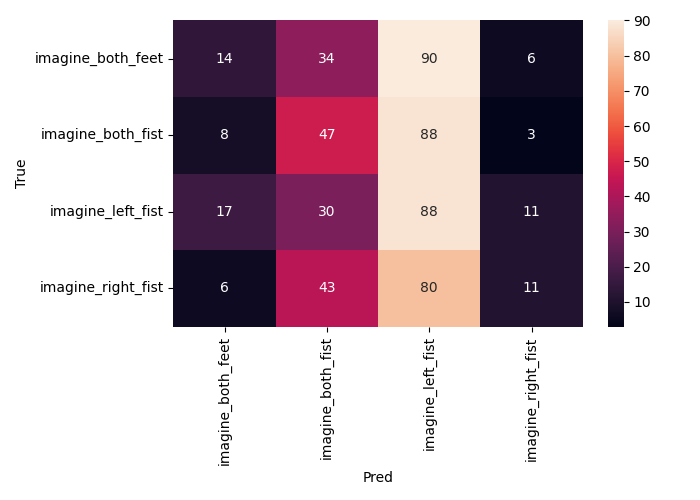 imagine_both_feet 14 34 90 6
imagine_both_fist 8 47 88 3
imagine_left_fist 17 30 88 11
imagine_right_fist 6 43 80 11
True
imagine_both_feet
imagine_both_fist
imagine_left_fist
imagine_right_fist
Pred
90
80
70
60
50
40
30
20
10